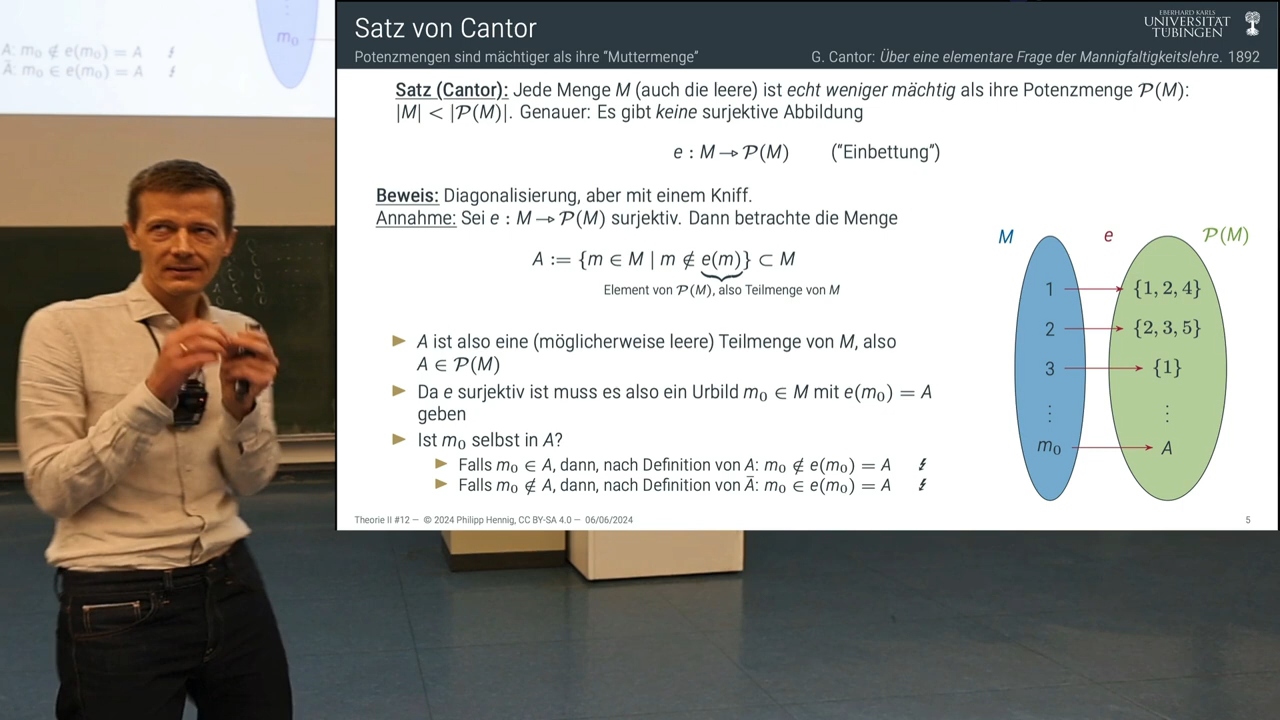 m₀
A: m₀ ∉ e(m₀) = A ↯
Ā: m₀ ∈ e(m₀) = A ↯
Satz von Cantor
Potenzmengen sind mächtiger als ihre "Muttermenge"
G. Cantor: Über eine elementare Frage der Mannigfaltigkeitslehre. 1892
EBERHARD KARLS
UNIVERSITÄT
TÜBINGEN
Satz (Cantor): Jede Menge M (auch die leere) ist echt weniger mächtig als ihre Potenzmenge 𝒫(M):
|M| < |𝒫(M)|. Genauer: Es gibt keine surjektive Abbildung
e : M ⇾ 𝒫(M) ("Einbettung")
Beweis: Diagonalisierung, aber mit einem Kniff.
Annahme: Sei e : M ⇾ 𝒫(M) surjektiv. Dann betrachte die Menge
A := {m ∈ M | m ∉ e(m)} ⊂ M
Element von 𝒫(M), also Teilmenge von M
▶ A ist also eine (möglicherweise leere) Teilmenge von M, also
A ∈ 𝒫(M)
▶ Da e surjektiv ist muss es also ein Urbild m₀ ∈ M mit e(m₀) = A
geben
▶ Ist m₀ selbst in A?
▶ Falls m₀ ∈ A, dann, nach Definition von A: m₀ ∉ e(m₀) = A ↯
▶ Falls m₀ ∉ A, dann, nach Definition von Ā: m₀ ∈ e(m₀) = A ↯
M e 𝒫(M)
1 {1, 2, 4}
2 {2, 3, 5}
3 {1}
⋮ ⋮
m₀ A
Theorie II #12 — © 2024 Philipp Hennig, CC BY-SA 4.0 — 06/06/2024
5